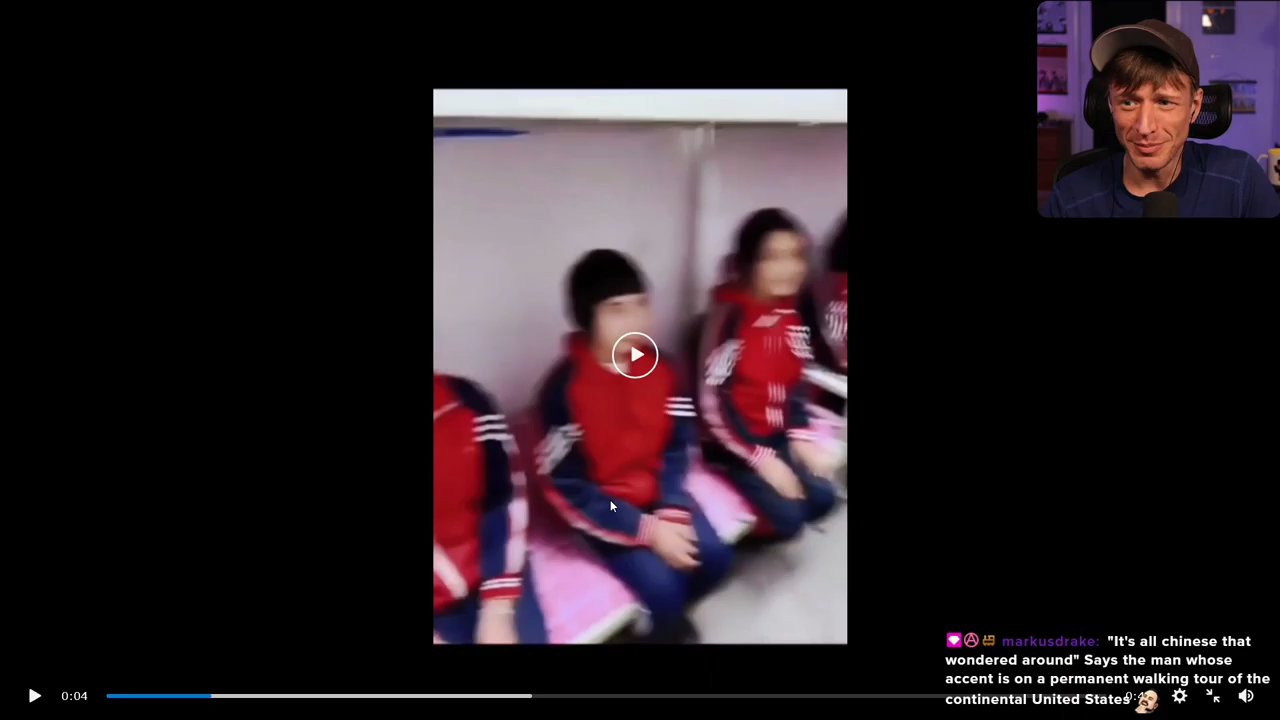 markusdrake: "It's all chinese that
wondered around" Says the man whose
accent is on a permanent walking tour of the
continental United States
0:04